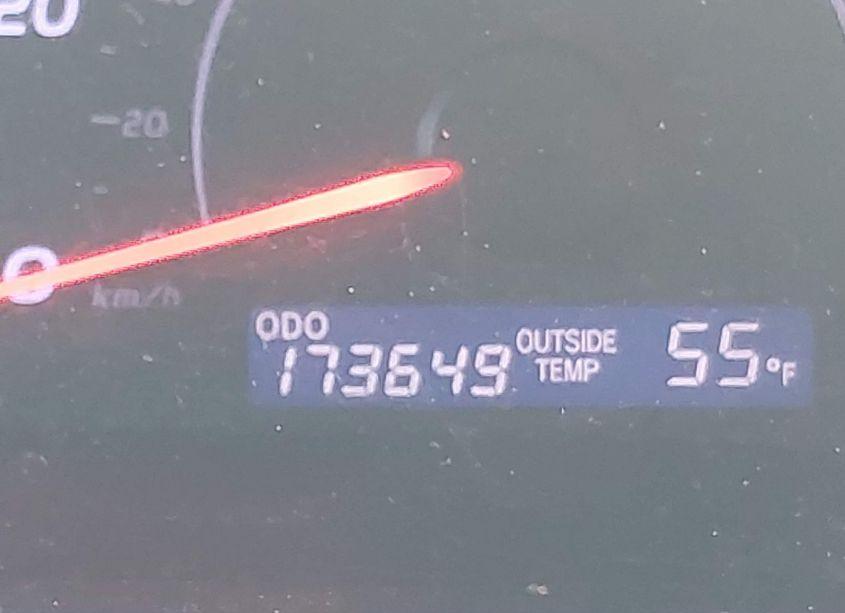 20
20
0
km/h
ODO
173649
OUTSIDE
TEMP
55°F